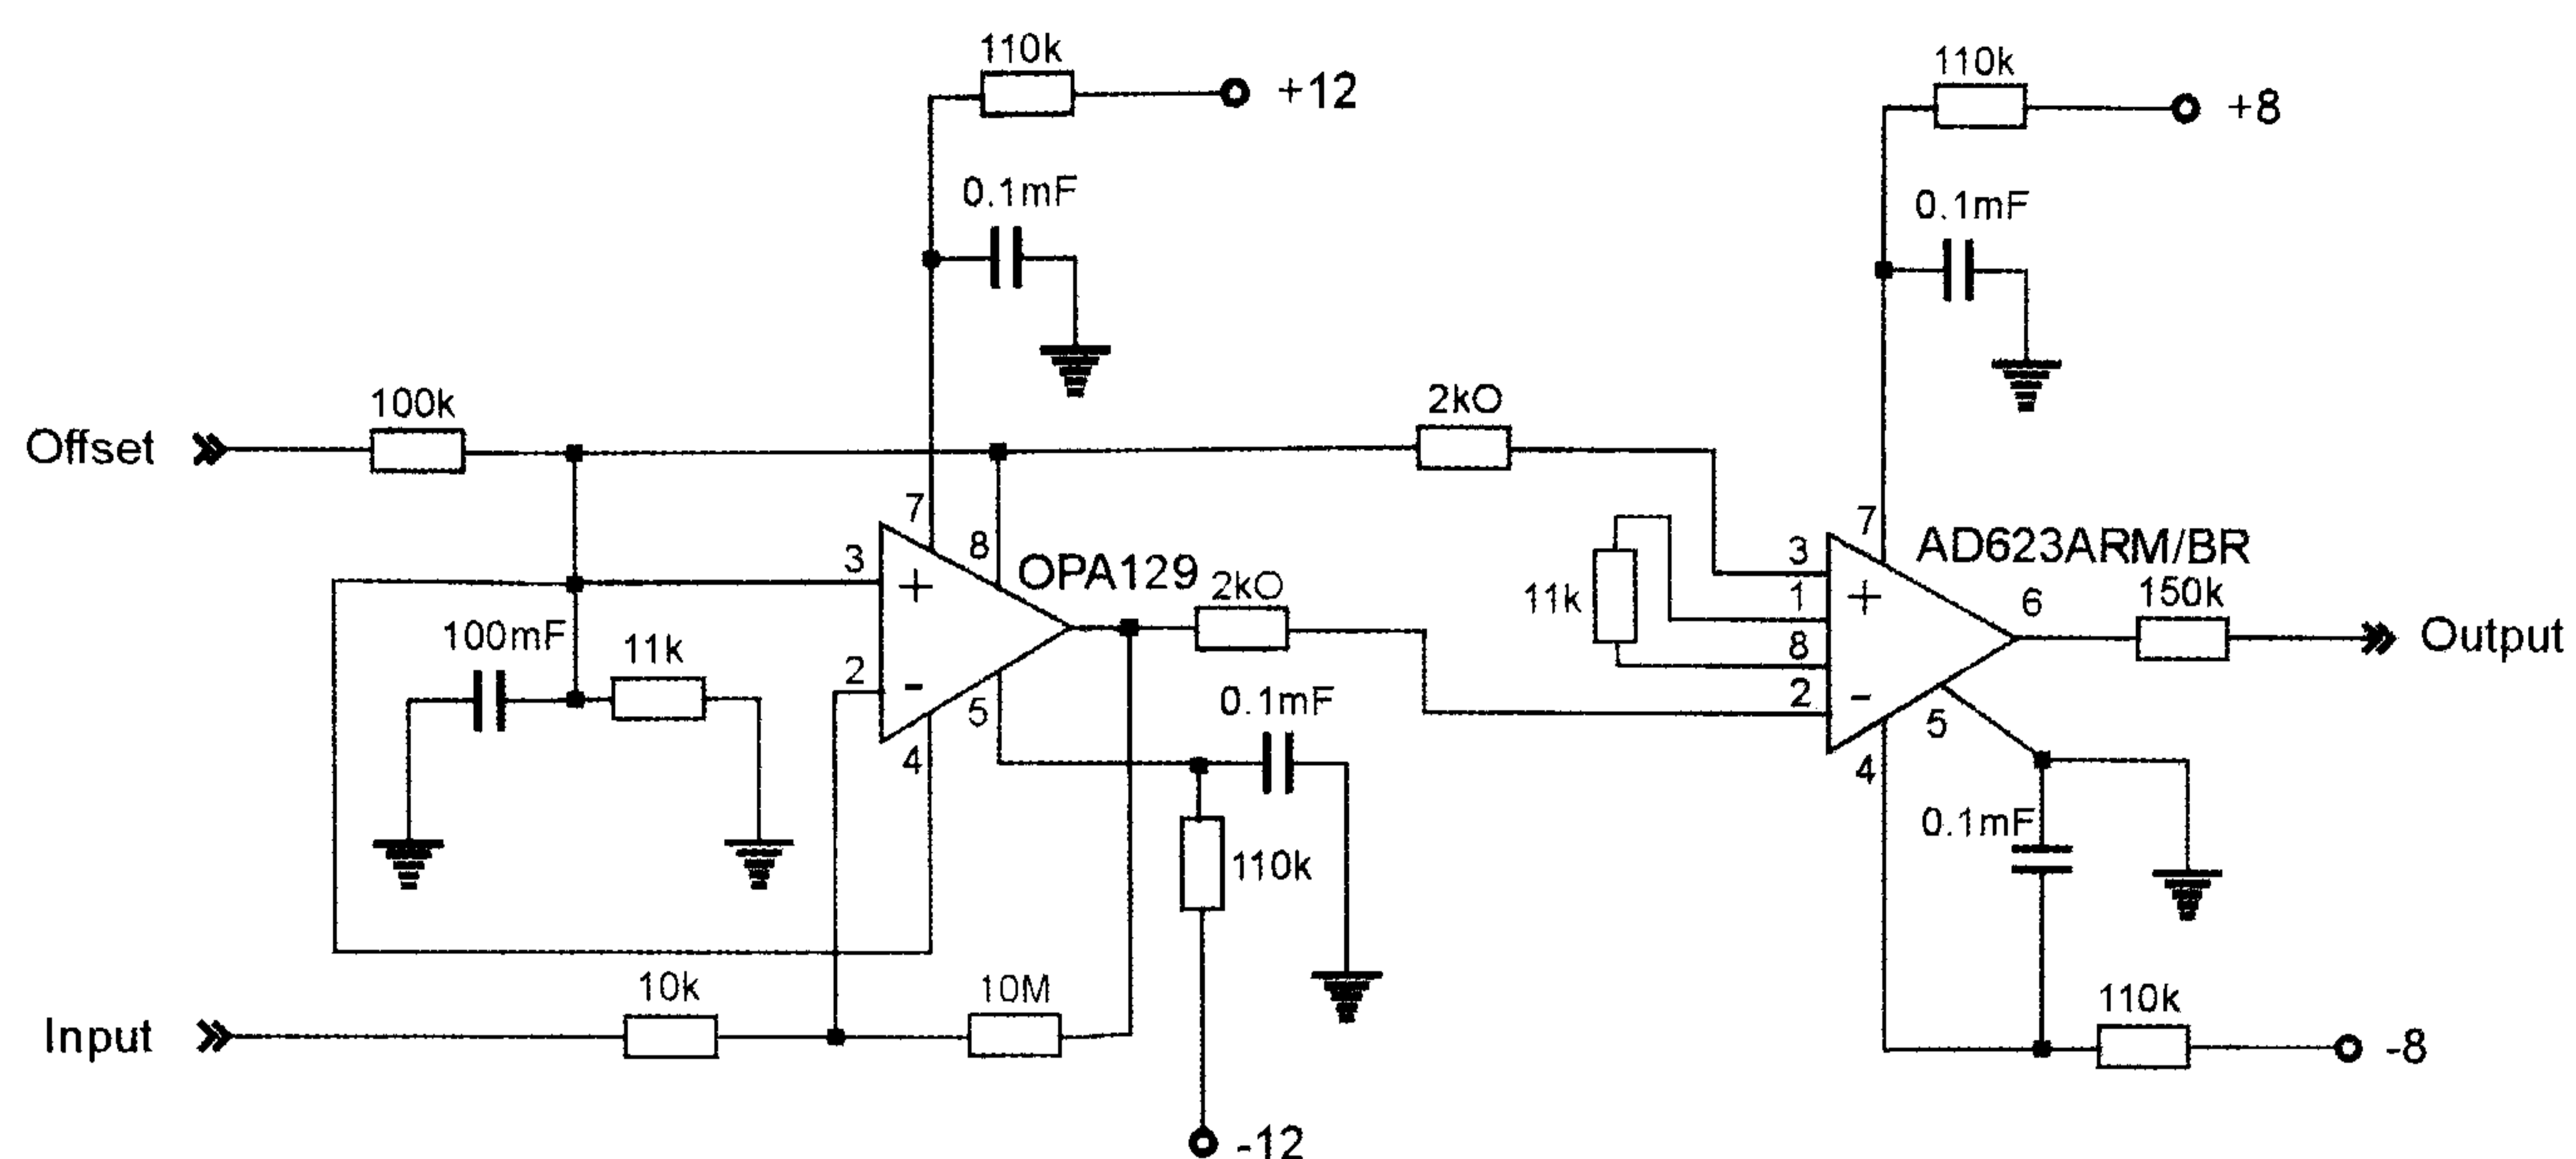 110k
+12
110k
+8
0.1mF
0.1mF
100k
2kO
Offset
7
8
3
+
OPA129
2kO
7
3
AD623ARM/BR
1
+
11k
8
6
150k
Output
100mF
11k
2
-
5
0.1mF
2
-
5
4
4
0.1mF
110k
10k
10M
110k
Input
-8
-12